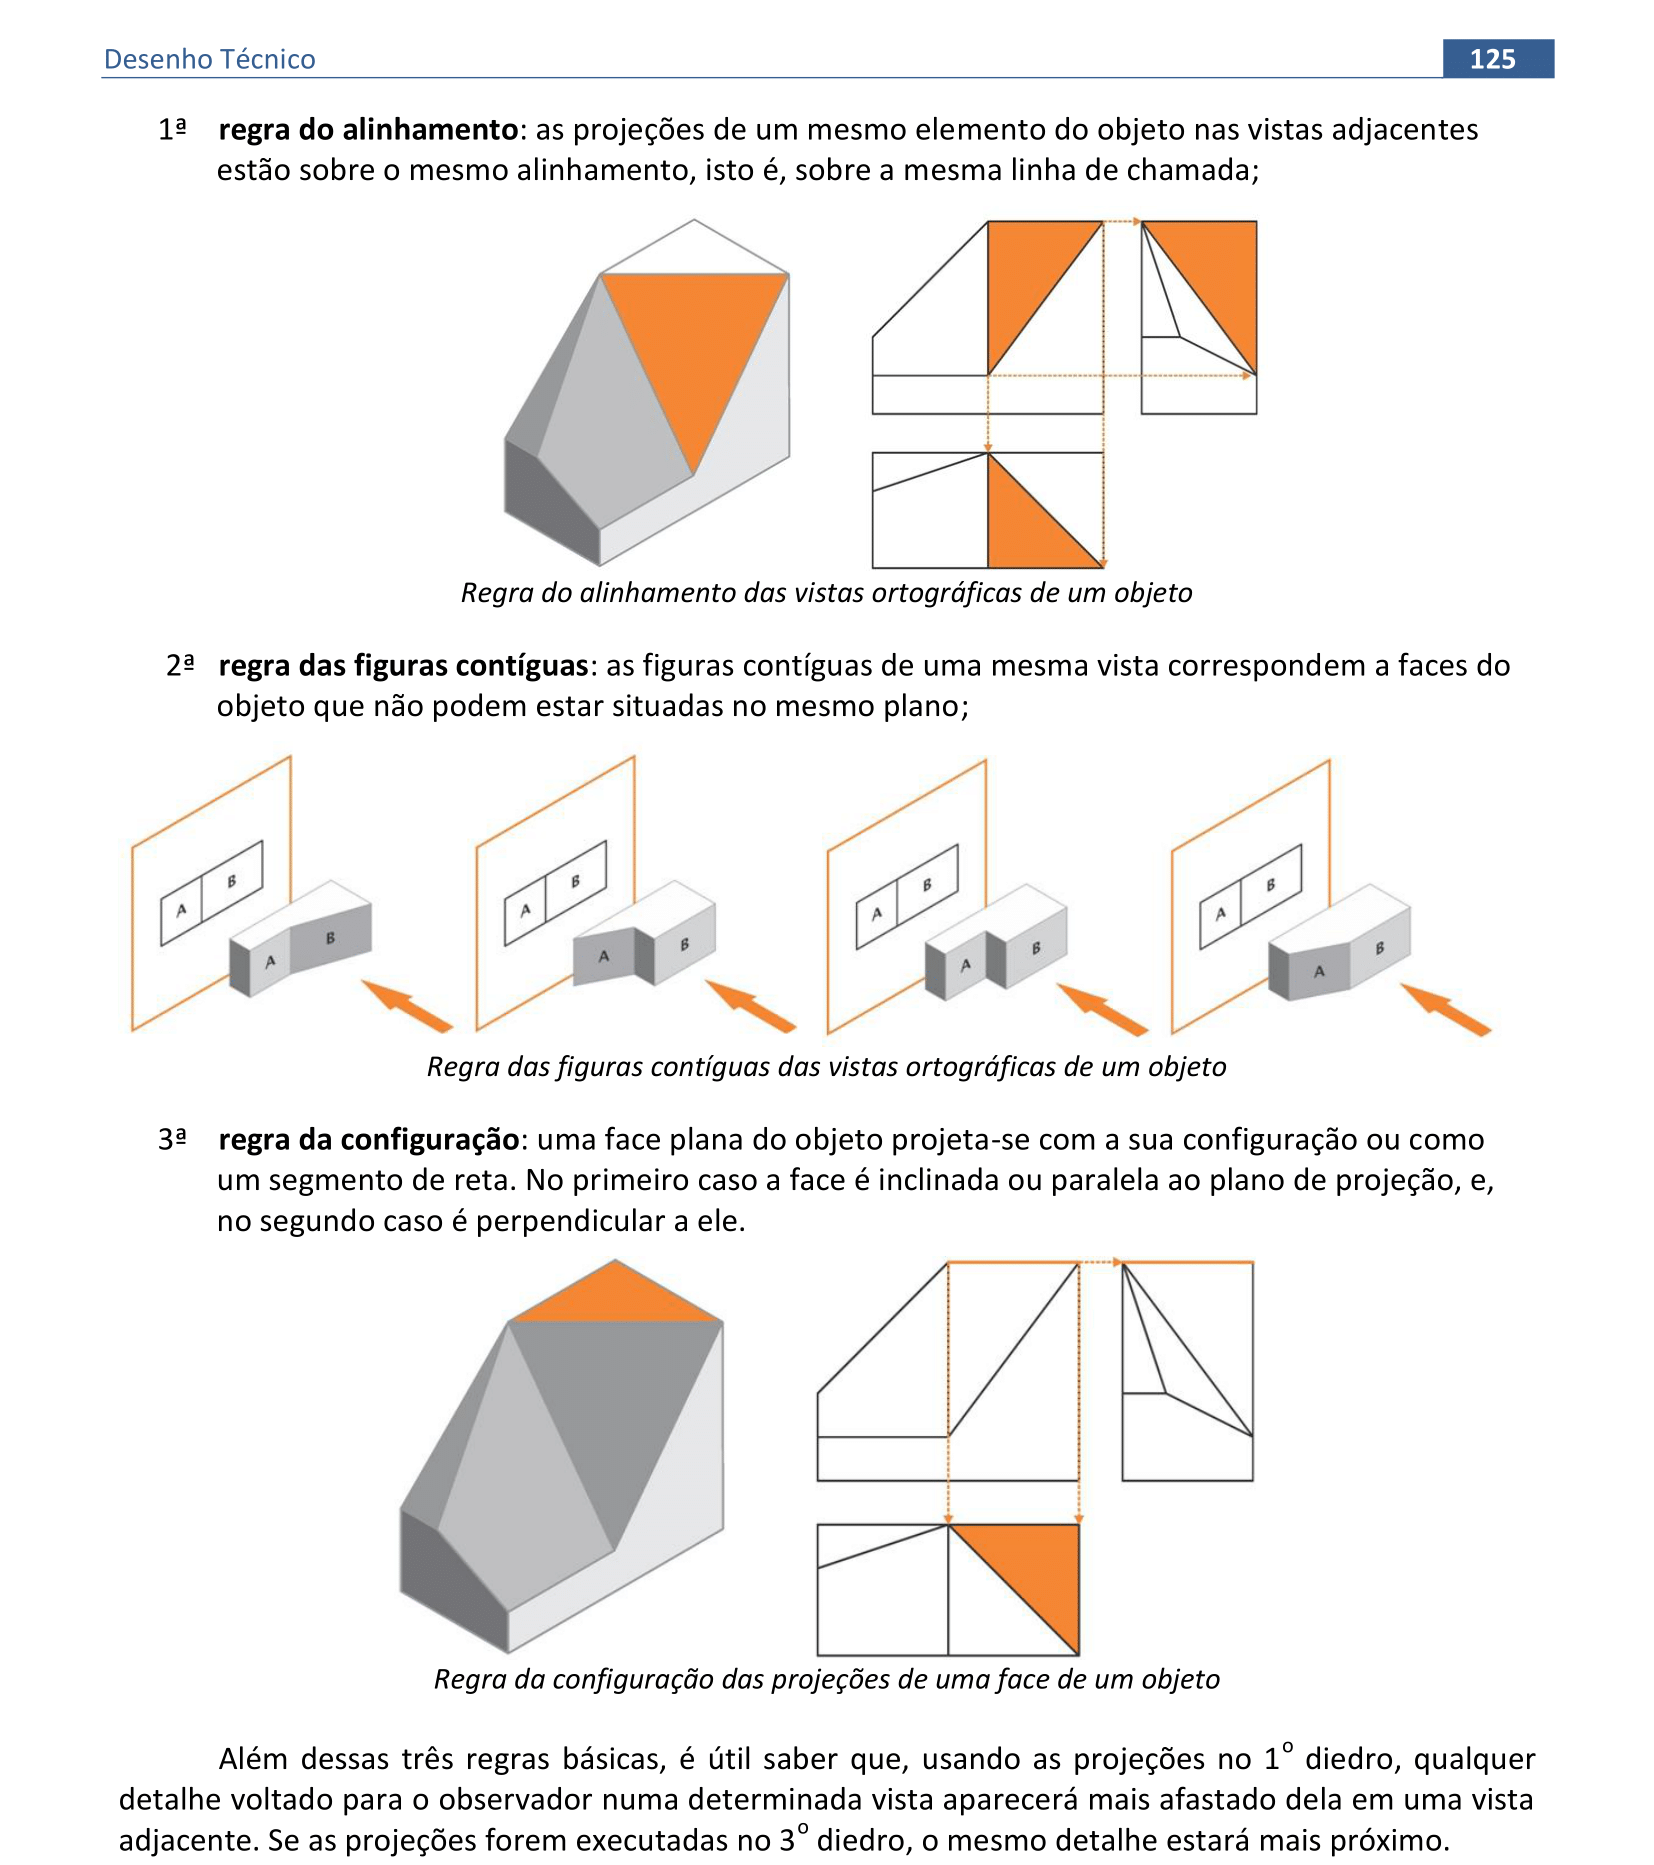 Desenho Técnico 125
1ª regra do alinhamento: as projeções de um mesmo elemento do objeto nas vistas adjacentes
estão sobre o mesmo alinhamento, isto é, sobre a mesma linha de chamada;
Regra do alinhamento das vistas ortográficas de um objeto
2ª regra das figuras contíguas: as figuras contíguas de uma mesma vista correspondem a faces do
objeto que não podem estar situadas no mesmo plano;
A B A B A B A B
A B A B A B A B
Regra das figuras contíguas das vistas ortográficas de um objeto
3ª regra da configuração: uma face plana do objeto projeta-se com a sua configuração ou como
um segmento de reta. No primeiro caso a face é inclinada ou paralela ao plano de projeção, e,
no segundo caso é perpendicular a ele.
Regra da configuração das projeções de uma face de um objeto
Além dessas três regras básicas, é útil saber que, usando as projeções no 1º diedro, qualquer
detalhe voltado para o observador numa determinada vista aparecerá mais afastado dela em uma vista
adjacente. Se as projeções forem executadas no 3º diedro, o mesmo detalhe estará mais próximo.